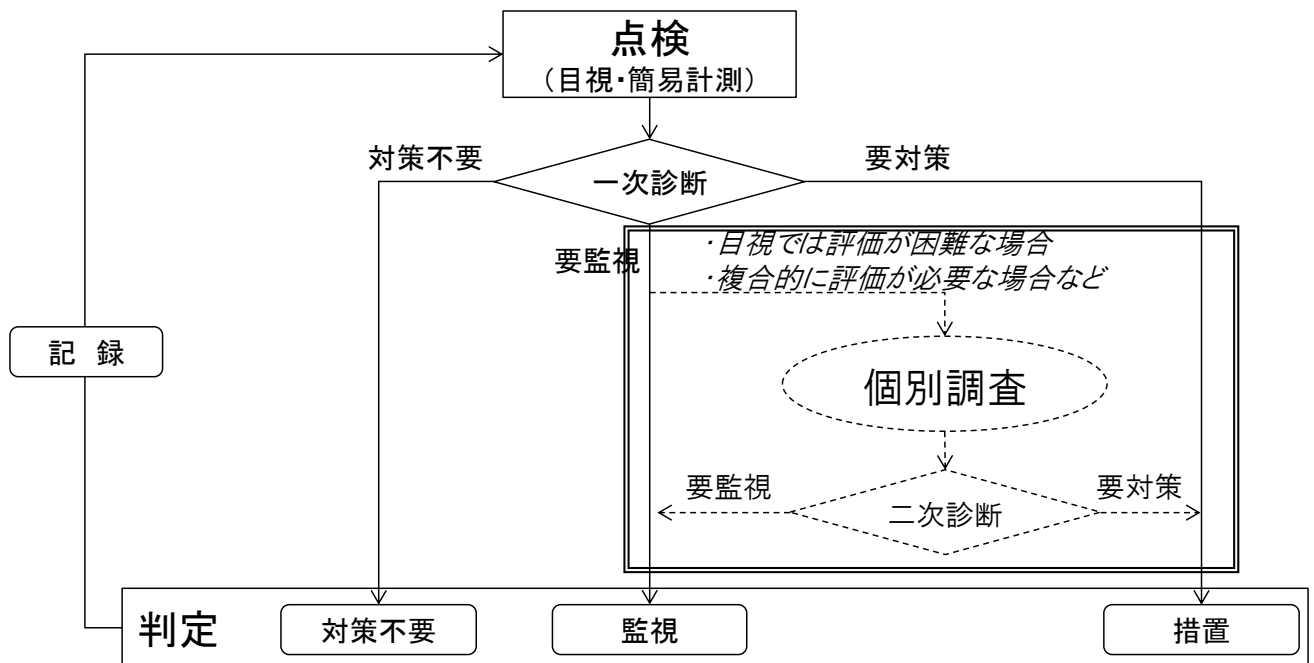 点検
(目視・簡易計測)
対策不要
要対策
一次診断
・目視では評価が困難な場合
要監視
・複合的に評価が必要な場合など
記 録
個別調査
要監視
要対策
二次診断
判定
対策不要
監視
措置